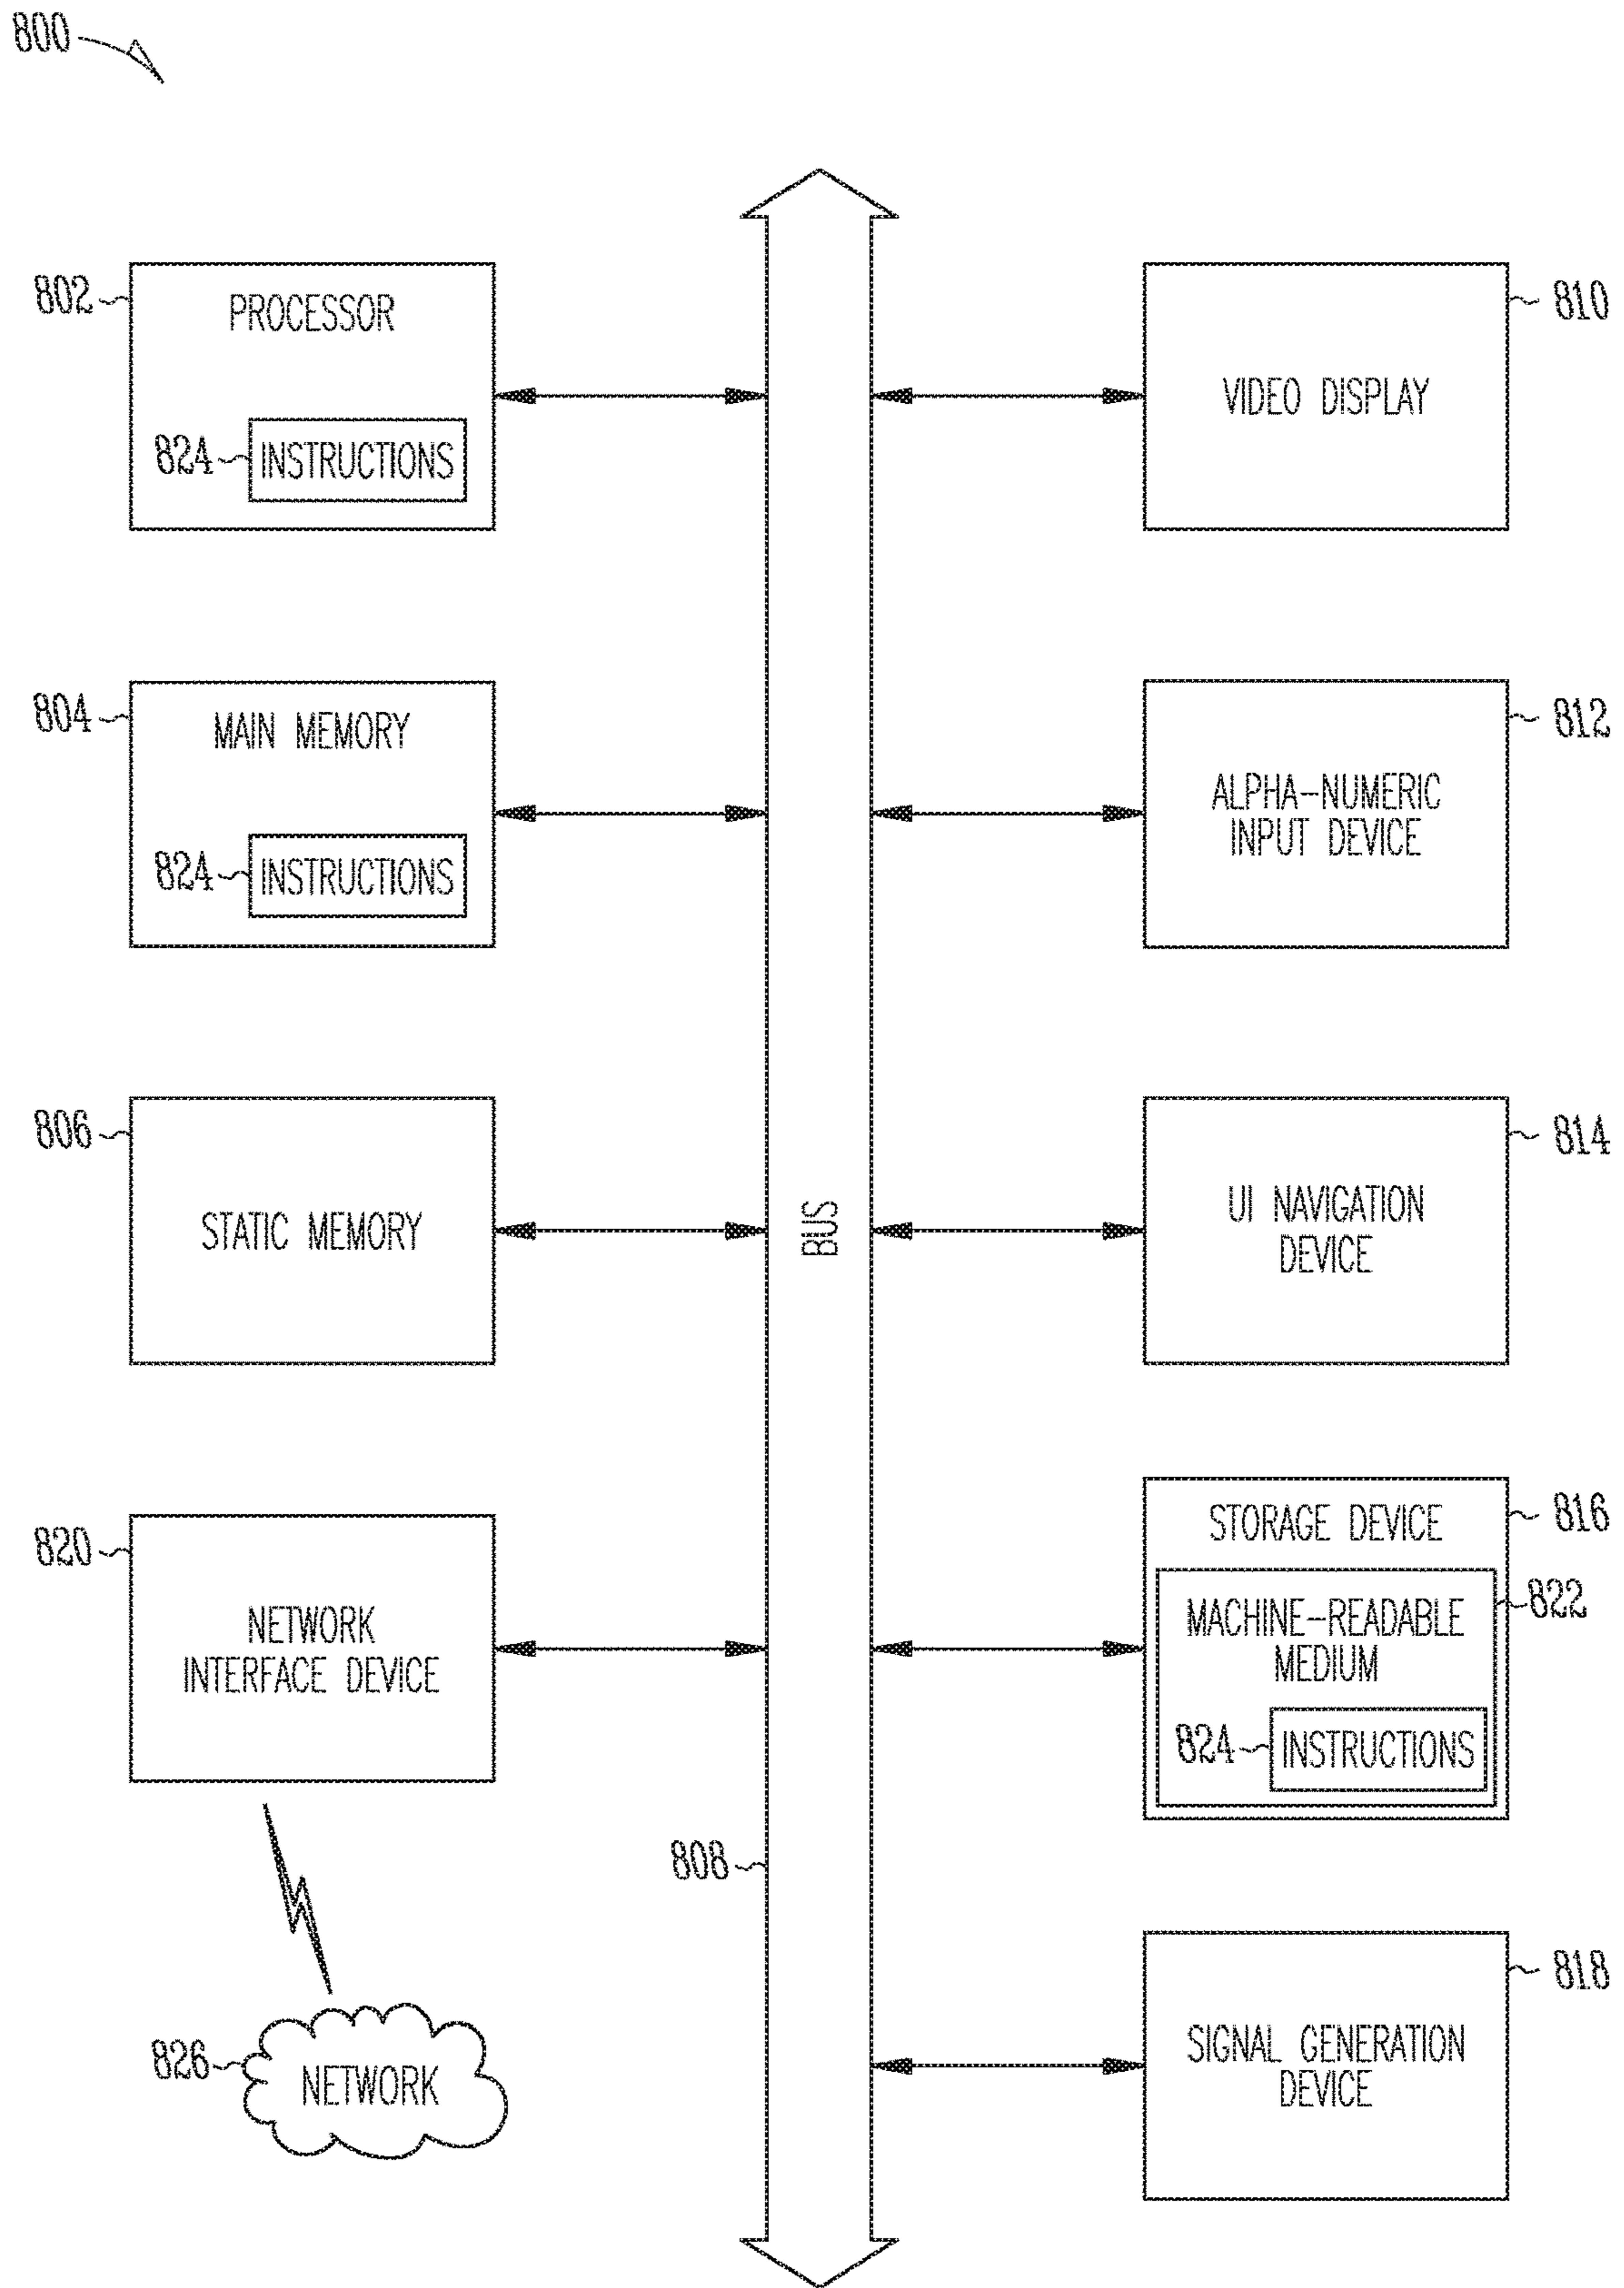 800
802
PROCESSOR
824
INSTRUCTIONS
804
MAIN MEMORY
824
INSTRUCTIONS
806
STATIC MEMORY
820
NETWORK
INTERFACE DEVICE
826
NETWORK
BUS
808
810
VIDEO DISPLAY
812
ALPHA-NUMERIC
INPUT DEVICE
814
UI NAVIGATION
DEVICE
816
STORAGE DEVICE
822
MACHINE-READABLE
MEDIUM
824
INSTRUCTIONS
818
SIGNAL GENERATION
DEVICE